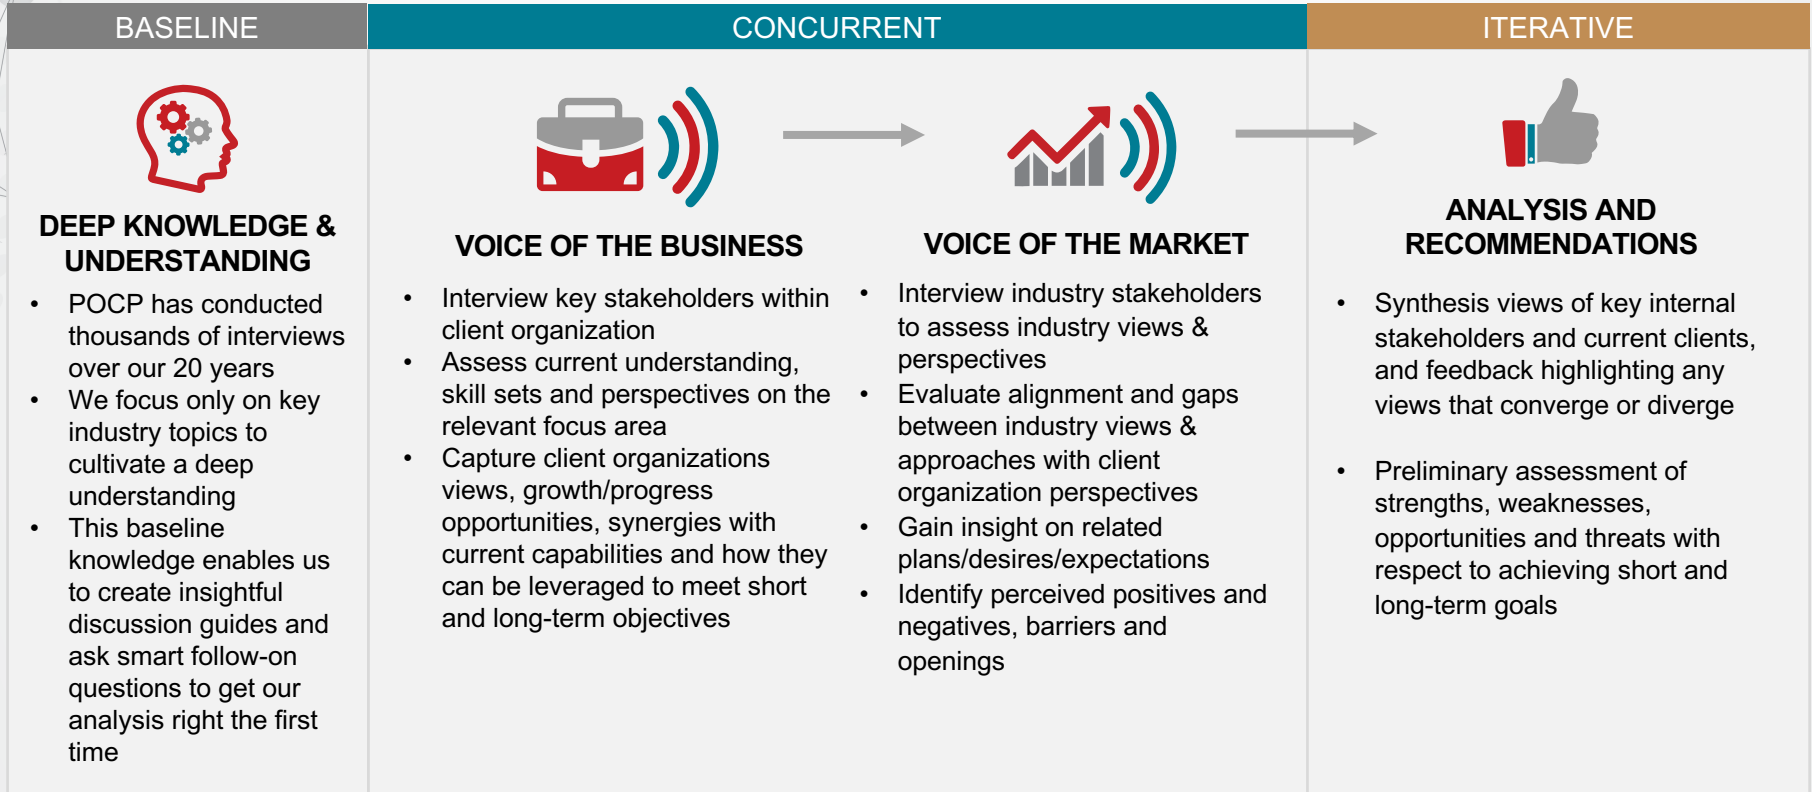 BASELINE
CONCURRENT
ITERATIVE
DEEP KNOWLEDGE &
UNDERSTANDING
• POCP has conducted
thousands of interviews
over our 20 years
• We focus only on key
industry topics to
cultivate a deep
understanding
• This baseline
knowledge enables us
to create insightful
discussion guides and
ask smart follow-on
questions to get our
analysis right the first
time
VOICE OF THE BUSINESS
• Interview key stakeholders within
client organization
• Assess current understanding,
skill sets and perspectives on the
relevant focus area
• Capture client organizations
views, growth/progress
opportunities, synergies with
current capabilities and how they
can be leveraged to meet short
and long-term objectives
VOICE OF THE MARKET
• Interview industry stakeholders
to assess industry views &
perspectives
• Evaluate alignment and gaps
between industry views &
approaches with client
organization perspectives
• Gain insight on related
plans/desires/expectations
• Identify perceived positives and
negatives, barriers and
openings
ANALYSIS AND
RECOMMENDATIONS
• Synthesis views of key internal
stakeholders and current clients,
and feedback highlighting any
views that converge or diverge
• Preliminary assessment of
strengths, weaknesses,
opportunities and threats with
respect to achieving short and
long-term goals